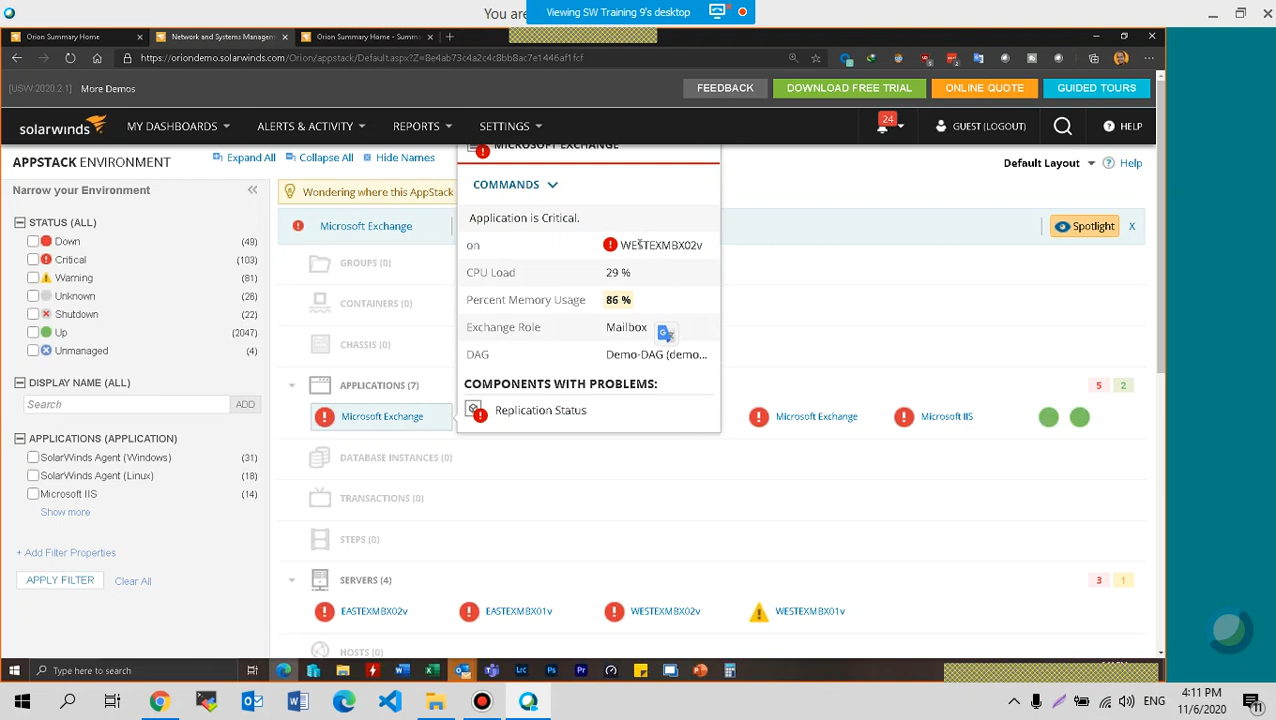 You are
Viewing SW Training 9's desktop
Orion Summary Home
Network and Systems Managemen
Orion Summary Home - Summ
https://oriondemo.solarwinds.com/Orion/appstack/Default.aspx?Z=8e4ab73c4a2c4c8bb8ac7e1446af1fcf
[USW.2020.2.1] More Demos
FEEDBACK
DOWNLOAD FREE TRIAL
ONLINE QUOTE
GUIDED TOURS
solarwinds
MY DASHBOARDS
ALERTS & ACTIVITY
REPORTS
SETTINGS
24
GUEST (LOGOUT)
HELP
APPSTACK ENVIRONMENT
Expand All
Collapse All
Hide Names
MICROSOFT EXCHANGE
Default Layout
Help
Narrow your Environment
Wondering where this AppStack
COMMANDS
STATUS (ALL)
Down (49)
Critical (103)
Warning (81)
Unknown (26)
Shutdown (22)
Up (2047)
Unmanaged (4)
DISPLAY NAME (ALL)
Search
ADD
APPLICATIONS (APPLICATION)
SolarWinds Agent (Windows) (31)
SolarWinds Agent (Linux) (18)
Microsoft IIS (14)
Show more
+ Add Filter Properties
APPLY FILTER
Clear All
Microsoft Exchange
Spotlight
X
Application is Critical.
on WESTEXMBX02v
CPU Load 29 %
Percent Memory Usage 86 %
Exchange Role Mailbox
DAG Demo-DAG (demo...
COMPONENTS WITH PROBLEMS:
Replication Status
GROUPS (0)
CONTAINERS (0)
CHASSIS (0)
APPLICATIONS (7)
5 2
Microsoft Exchange
Microsoft Exchange
Microsoft IIS
DATABASE INSTANCES (0)
TRANSACTIONS (0)
STEPS (0)
SERVERS (4)
3 1
EASTEXMBX02v
EASTEXMBX01v
WESTEXMBX02v
WESTEXMBX01v
HOSTS (0)
Type here to search
ENG
4:11 PM
11/6/2020